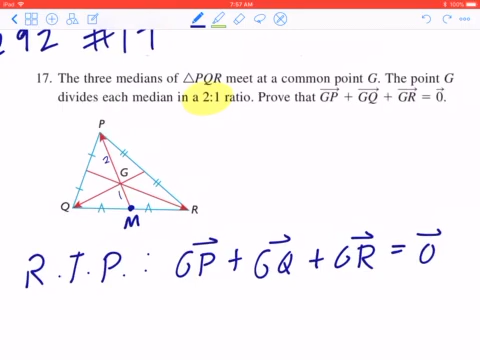 iPad
7:57 AM
292 #17
17. The three medians of △PQR meet at a common point G. The point G
divides each median in a 2:1 ratio. Prove that GP⃗ + GQ⃗ + GR⃗ = 0⃗.
P
2
G
1
Q
M
R
R.T.P. : GP⃗ + GQ⃗ + GR⃗ = 0⃗